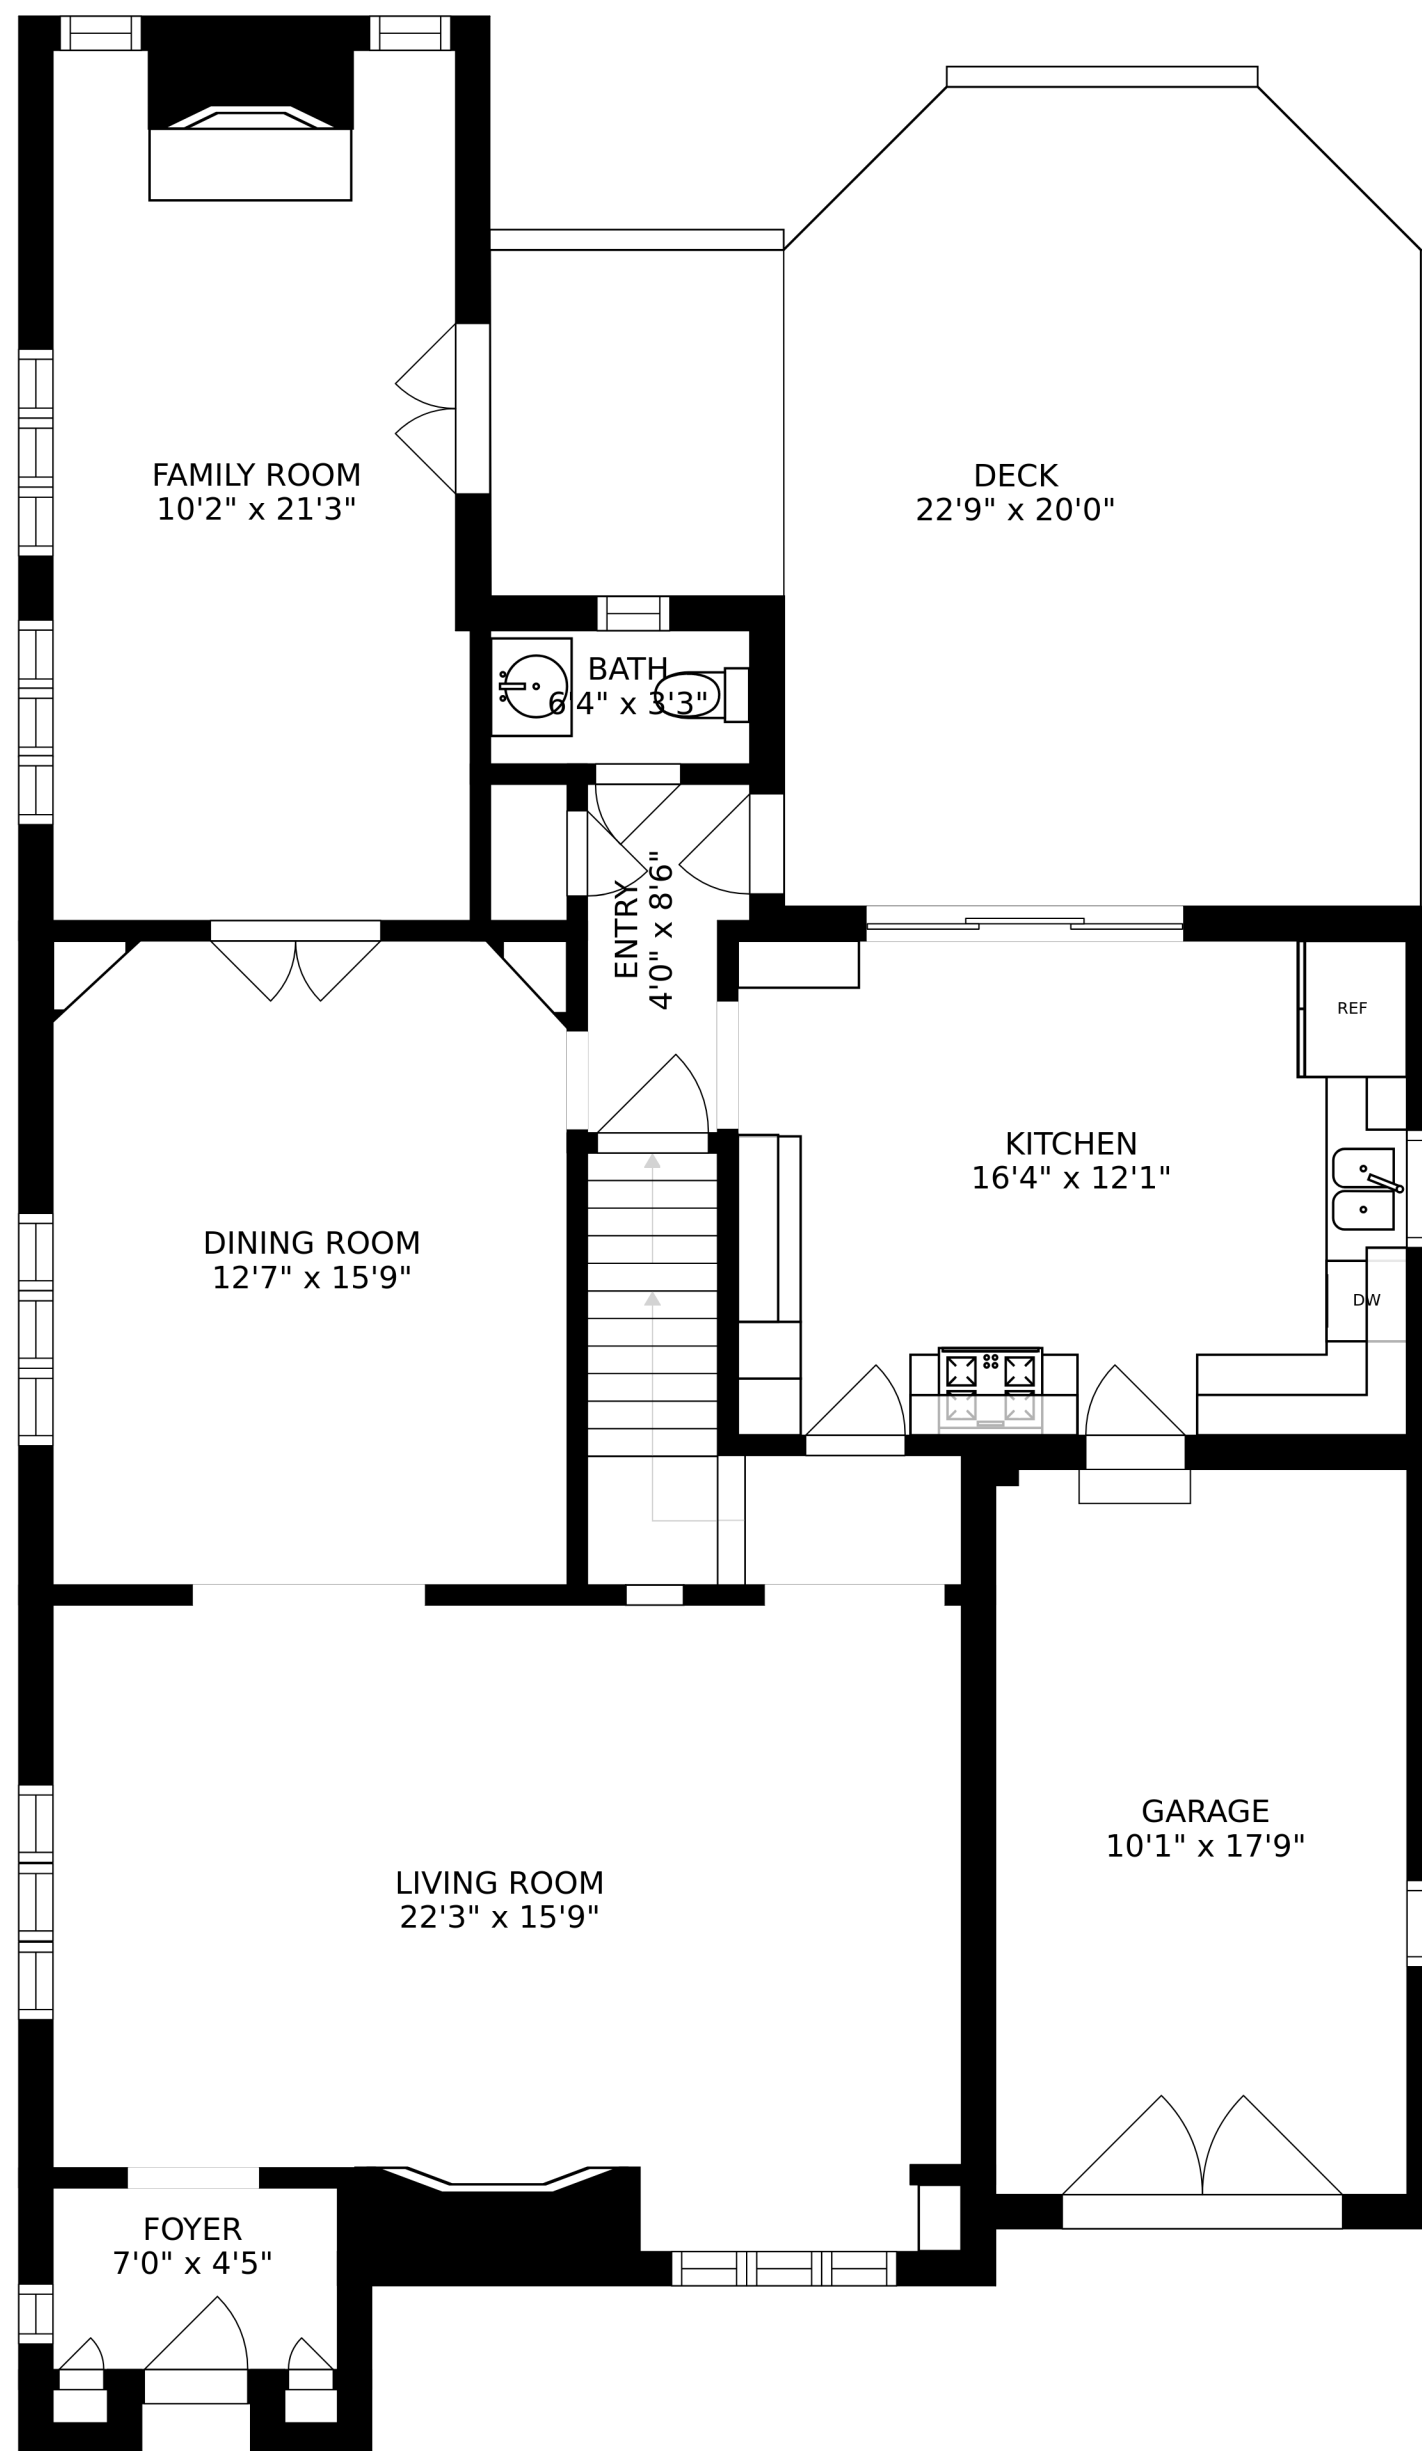 FAMILY ROOM
10'2" x 21'3"
DECK
22'9" x 20'0"
BATH
6'4" x 3'3"
ENTRY
4'0" x 8'6"
REF
KITCHEN
16'4" x 12'1"
DINING ROOM
12'7" x 15'9"
DW
GARAGE
10'1" x 17'9"
LIVING ROOM
22'3" x 15'9"
FOYER
7'0" x 4'5"